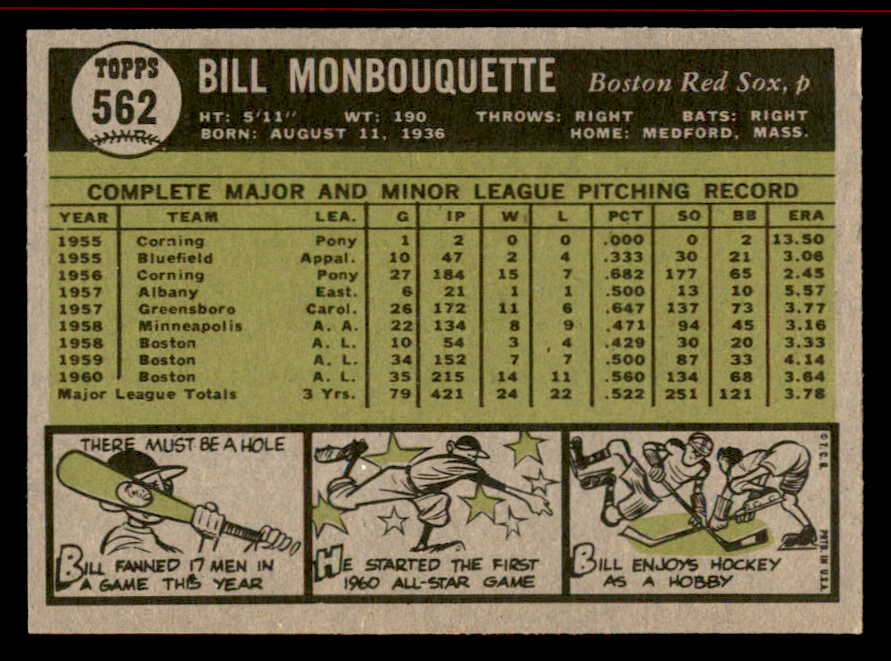 TOPPS
562
BILL MONBOUQUETTE Boston Red Sox, p
HT: 5'11" WT: 190 THROWS: RIGHT BATS: RIGHT
BORN: AUGUST 11, 1936 HOME: MEDFORD, MASS.
COMPLETE MAJOR AND MINOR LEAGUE PITCHING RECORD
YEAR TEAM LEA. G IP W L PCT SO BB ERA
1955 Corning Pony 1 2 0 0 .000 0 2 13.50
1955 Bluefield Appal. 10 47 2 4 .333 30 21 3.06
1956 Corning Pony 27 184 15 7 .682 177 65 2.45
1957 Albany East. 6 21 1 1 .500 13 10 5.57
1957 Greensboro Carol. 26 172 11 6 .647 137 73 3.77
1958 Minneapolis A. A. 22 134 8 9 .471 94 45 3.16
1958 Boston A. L. 10 54 3 4 .429 30 20 3.33
1959 Boston A. L. 34 152 7 7 .500 87 33 4.14
1960 Boston A. L. 35 215 14 11 .560 134 68 3.64
Major League Totals 3 Yrs. 79 421 24 22 .522 251 121 3.78
THERE MUST BE A HOLE
BILL FANNED 17 MEN IN
A GAME THIS YEAR
HE STARTED THE FIRST
1960 ALL-STAR GAME
BILL ENJOYS HOCKEY
AS A HOBBY
© T.C.G.
PRTD. IN U.S.A.